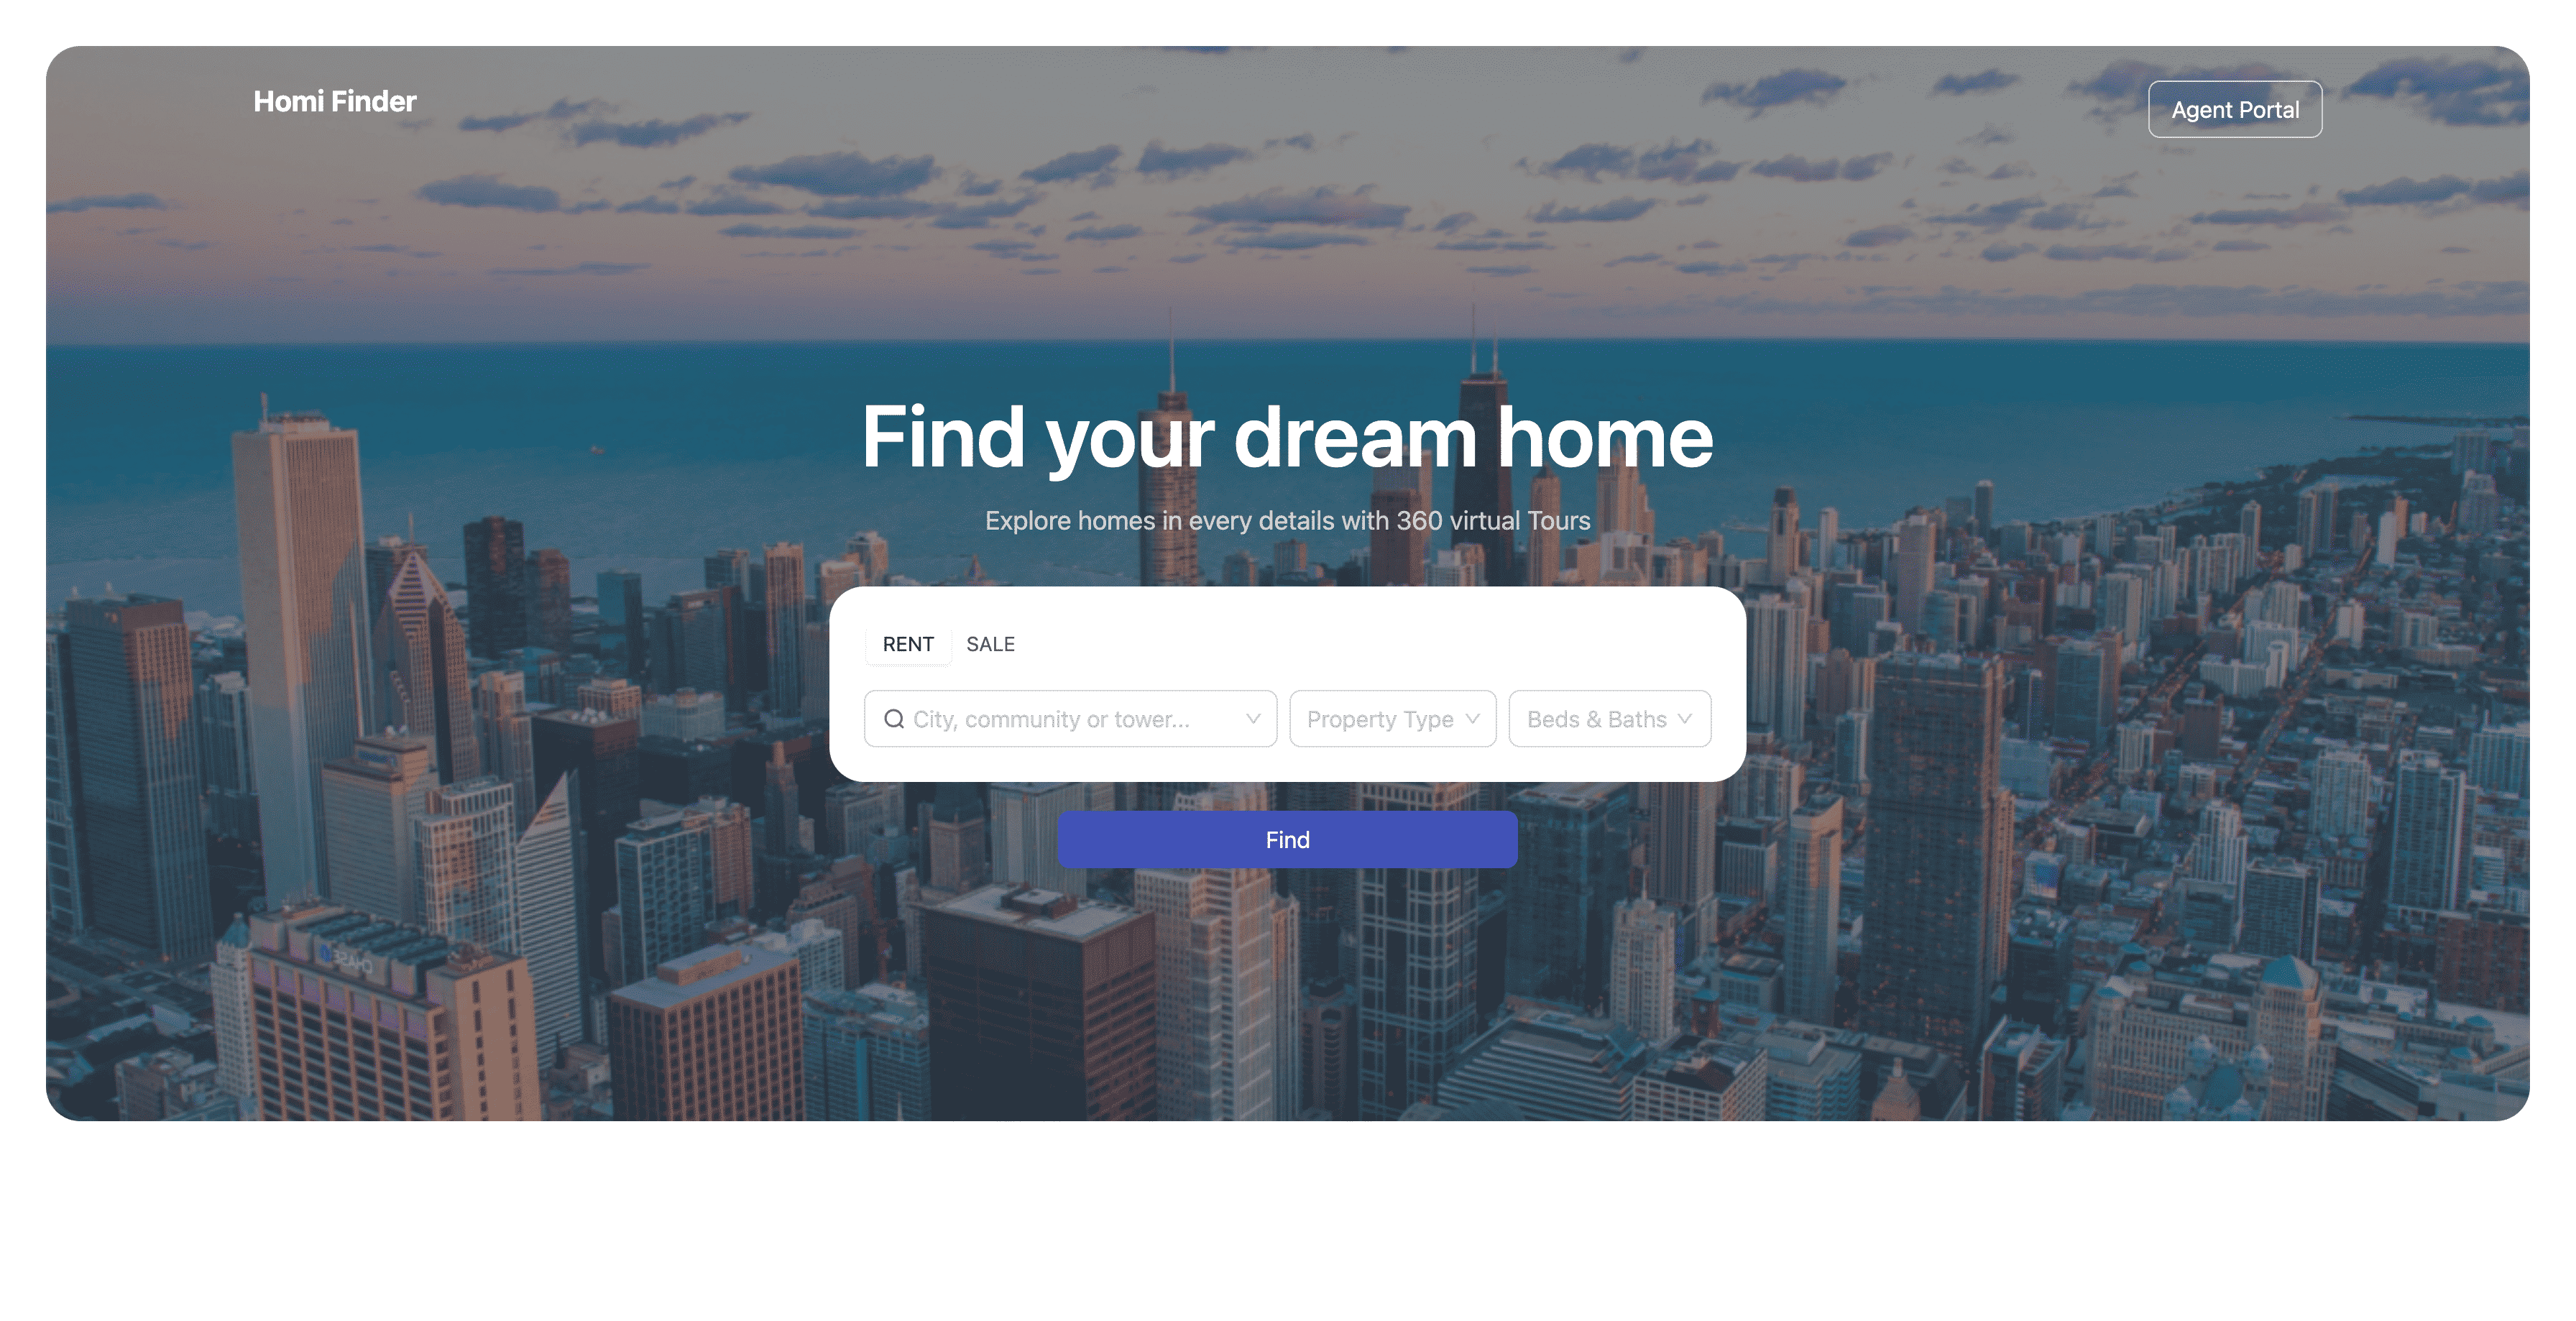 Homi Finder
Agent Portal
Find your dream home
Explore homes in every details with 360 virtual Tours
RENT SALE
City, community or tower... Property Type Beds & Baths
Find
CHASE